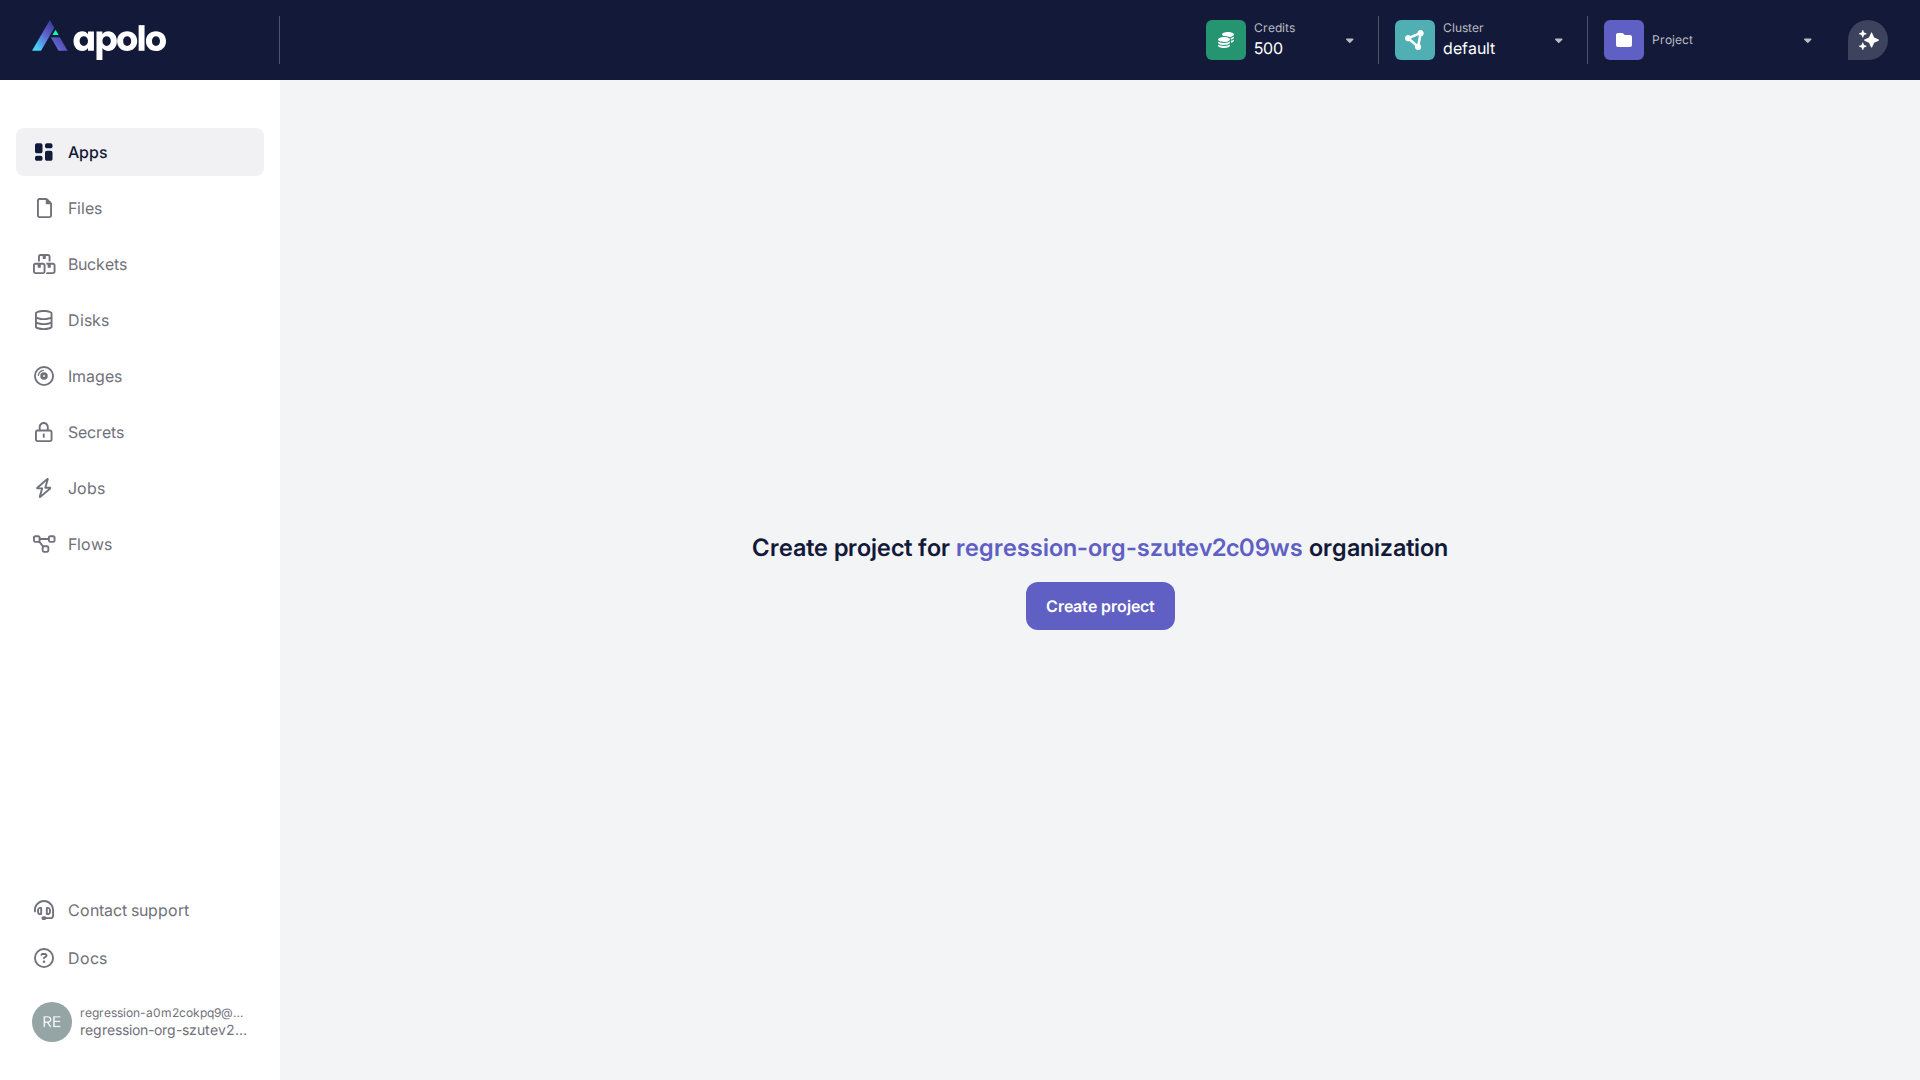 apolo
Credits
500
Cluster
default
Project
Apps
Files
Buckets
Disks
Images
Secrets
Jobs
Flows
Create project for regression-org-szutev2c09ws organization
Create project
Contact support
Docs
RE
regression-a0m2cokpq9@...
regression-org-szutev2...